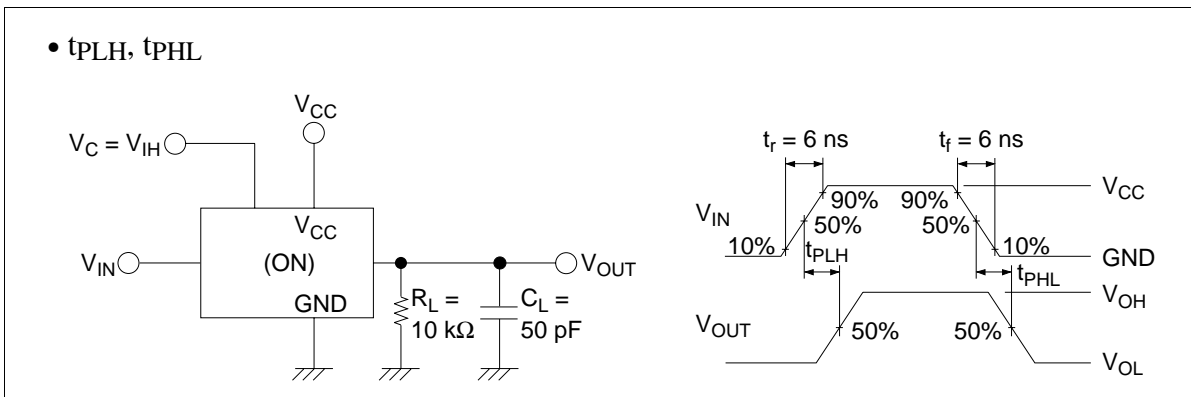 • tPLH, tPHL
VCC
VC = VIH
VCC
VIN
(ON)
VOUT
GND
RL =
10 kΩ
CL =
50 pF
tr = 6 ns
tf = 6 ns
VCC
90%
90%
VIN
50%
50%
10%
10%
tPLH
GND
tPHL
VOH
VOUT
50%
50%
VOL